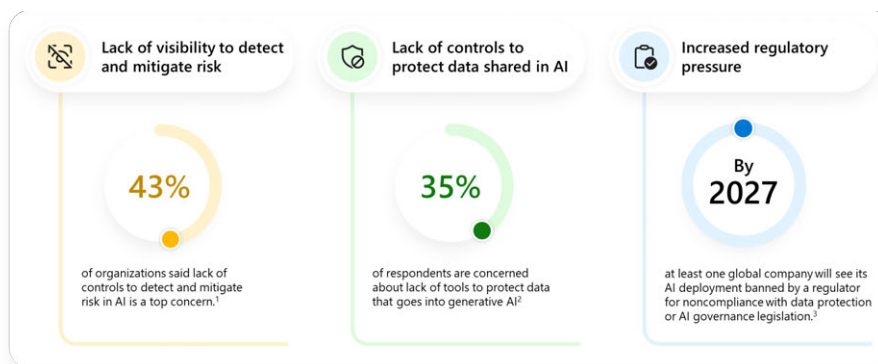 Lack of visibility to detect
and mitigate risk
43%
of organizations said lack of
controls to detect and mitigate
risk in AI is a top concern.¹
Lack of controls to
protect data shared in AI
35%
of respondents are concerned
about lack of tools to protect data
that goes into generative AI²
Increased regulatory
pressure
By
2027
at least one global company will see its
AI deployment banned by a regulator
for noncompliance with data protection
or AI governance legislation.³